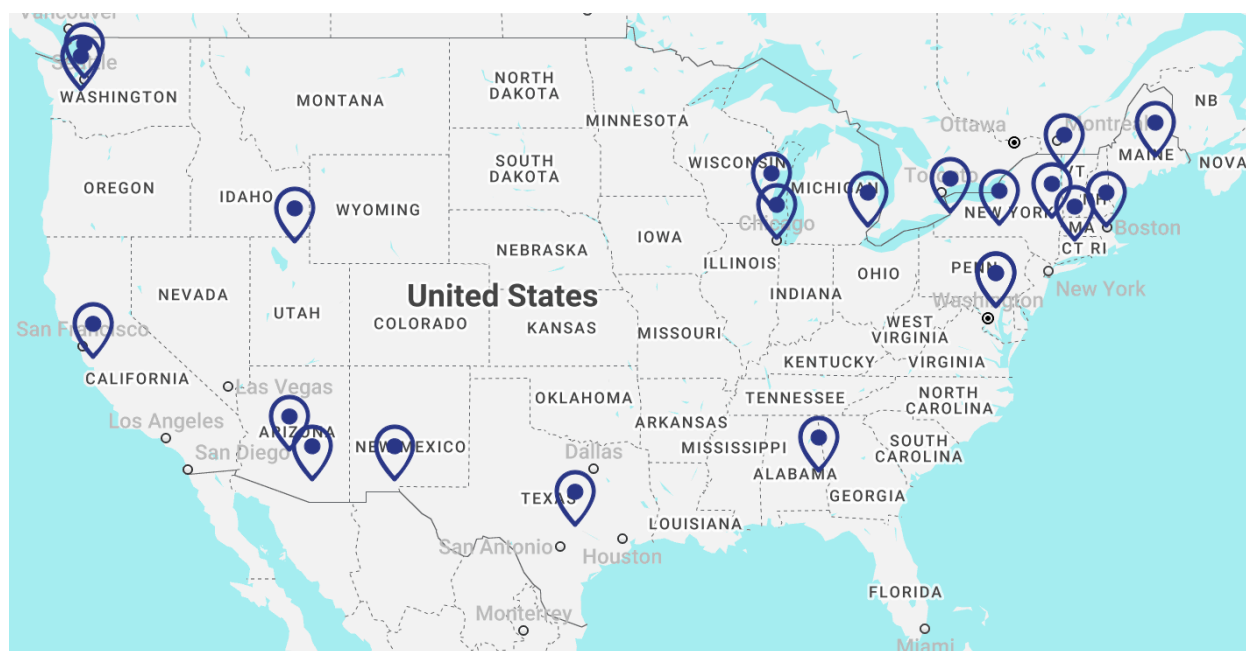 Vancouver
Seattle
WASHINGTON
MONTANA
NORTH
DAKOTA
MINNESOTA
Ottawa
Montreal
NB
MAINE
NOVA
OREGON
IDAHO
WYOMING
SOUTH
DAKOTA
WISCONSIN
MICHIGAN
Toronto
VT
NH
NEW YORK
MA
Boston
CT RI
NEBRASKA
IOWA
Chicago
ILLINOIS
INDIANA
OHIO
PENN
New York
Washington
NEVADA
UTAH
COLORADO
United States
KANSAS
MISSOURI
WEST
VIRGINIA
VIRGINIA
KENTUCKY
San Francisco
CALIFORNIA
Las Vegas
Los Angeles
San Diego
ARIZONA
NEW MEXICO
OKLAHOMA
ARKANSAS
TENNESSEE
NORTH
CAROLINA
SOUTH
CAROLINA
MISSISSIPPI
ALABAMA
GEORGIA
Dallas
TEXAS
LOUISIANA
San Antonio
Houston
FLORIDA
Monterrey
Miami